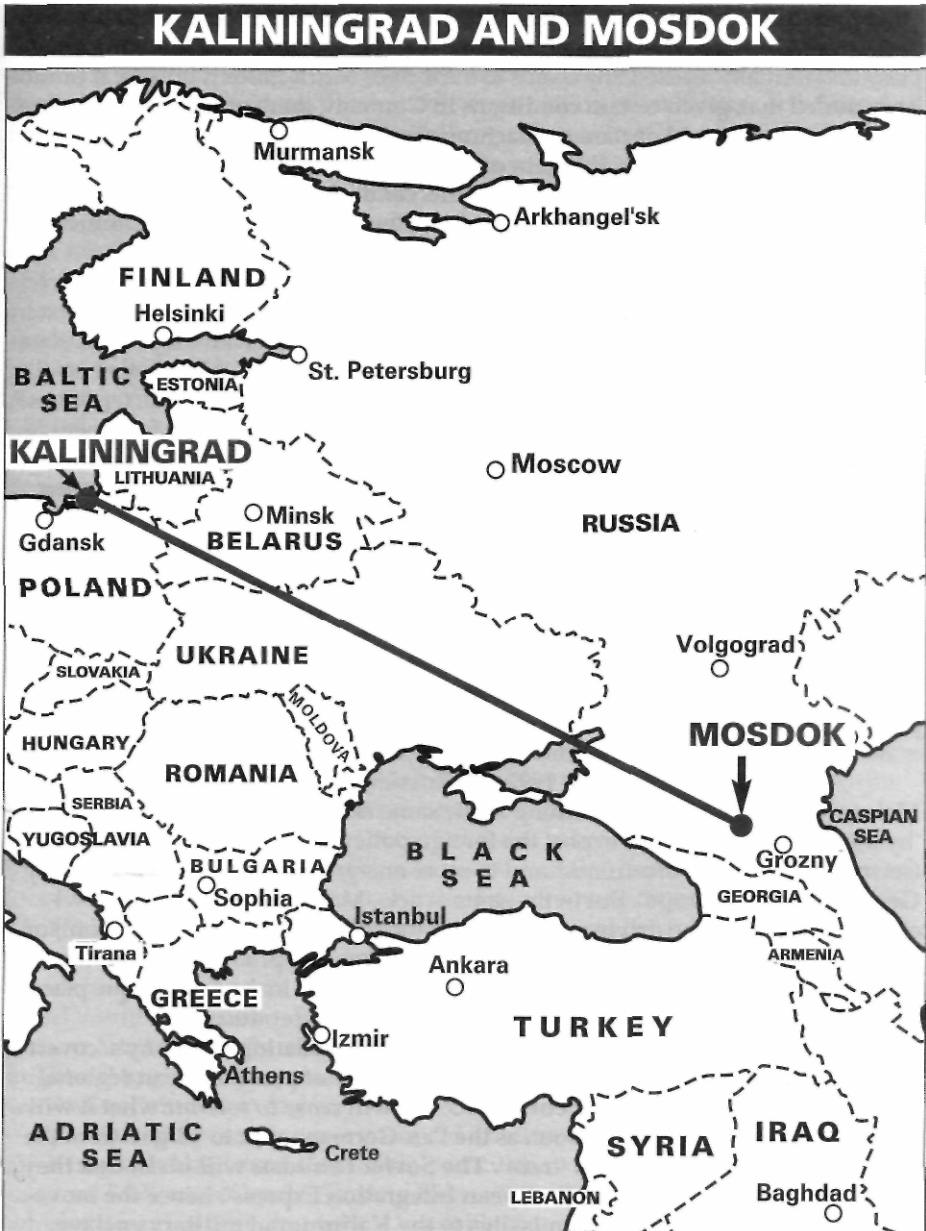 KALININGRAD AND MOSDOK
Murmansk
Arkhangel'sk
FINLAND
Helsinki
St. Petersburg
BALTIC
SEA
ESTONIA
KALININGRAD
LITHUANIA
Moscow
Minsk
BELARUS
RUSSIA
Gdansk
POLAND
UKRAINE
Volgograd
SLOVAKIA
MOLDOVA
HUNGARY
MOSDOK
ROMANIA
SERBIA
CASPIAN
SEA
YUGOSLAVIA
BLACK
SEA
Grozny
BULGARIA
Sophia
GEORGIA
Istanbul
Tirana
ARMENIA
Ankara
GREECE
TURKEY
Izmir
Athens
ADRIATIC
SEA
Crete
SYRIA
IRAQ
LEBANON
Baghdad